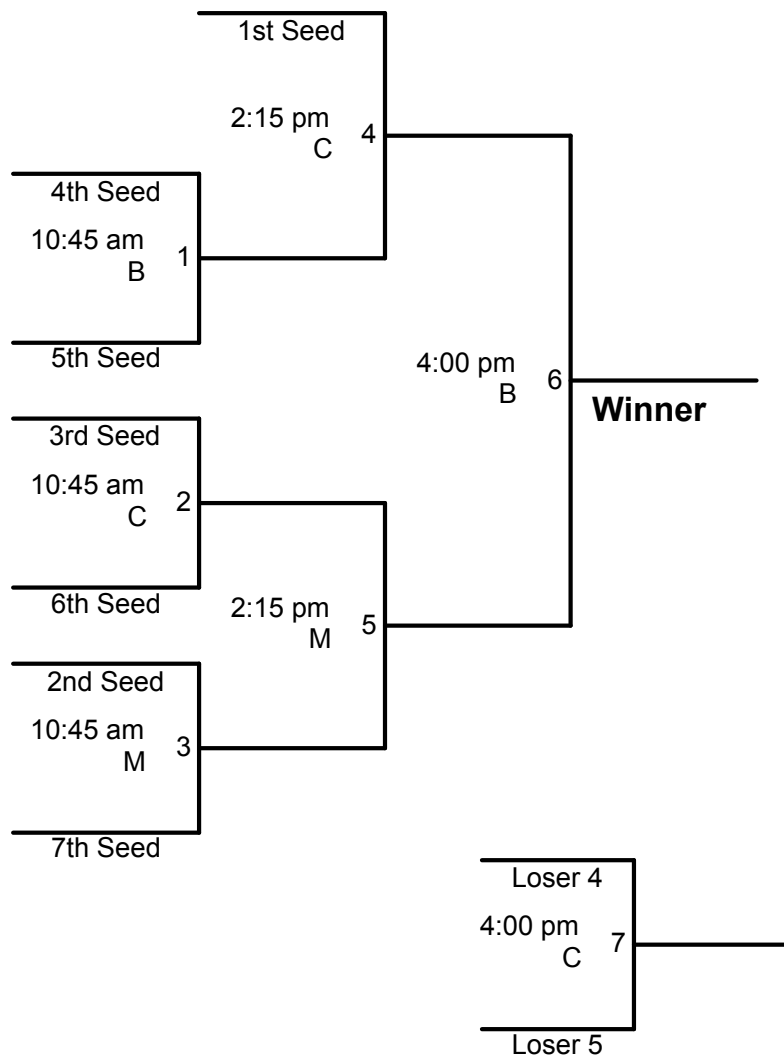 1st Seed
2:15 pm
C
4
4th Seed
10:45 am
B
1
5th Seed
4:00 pm
B
6
Winner
3rd Seed
10:45 am
C
2
6th Seed
2:15 pm
M
5
2nd Seed
10:45 am
M
3
7th Seed
Loser 4
4:00 pm
C
7
Loser 5